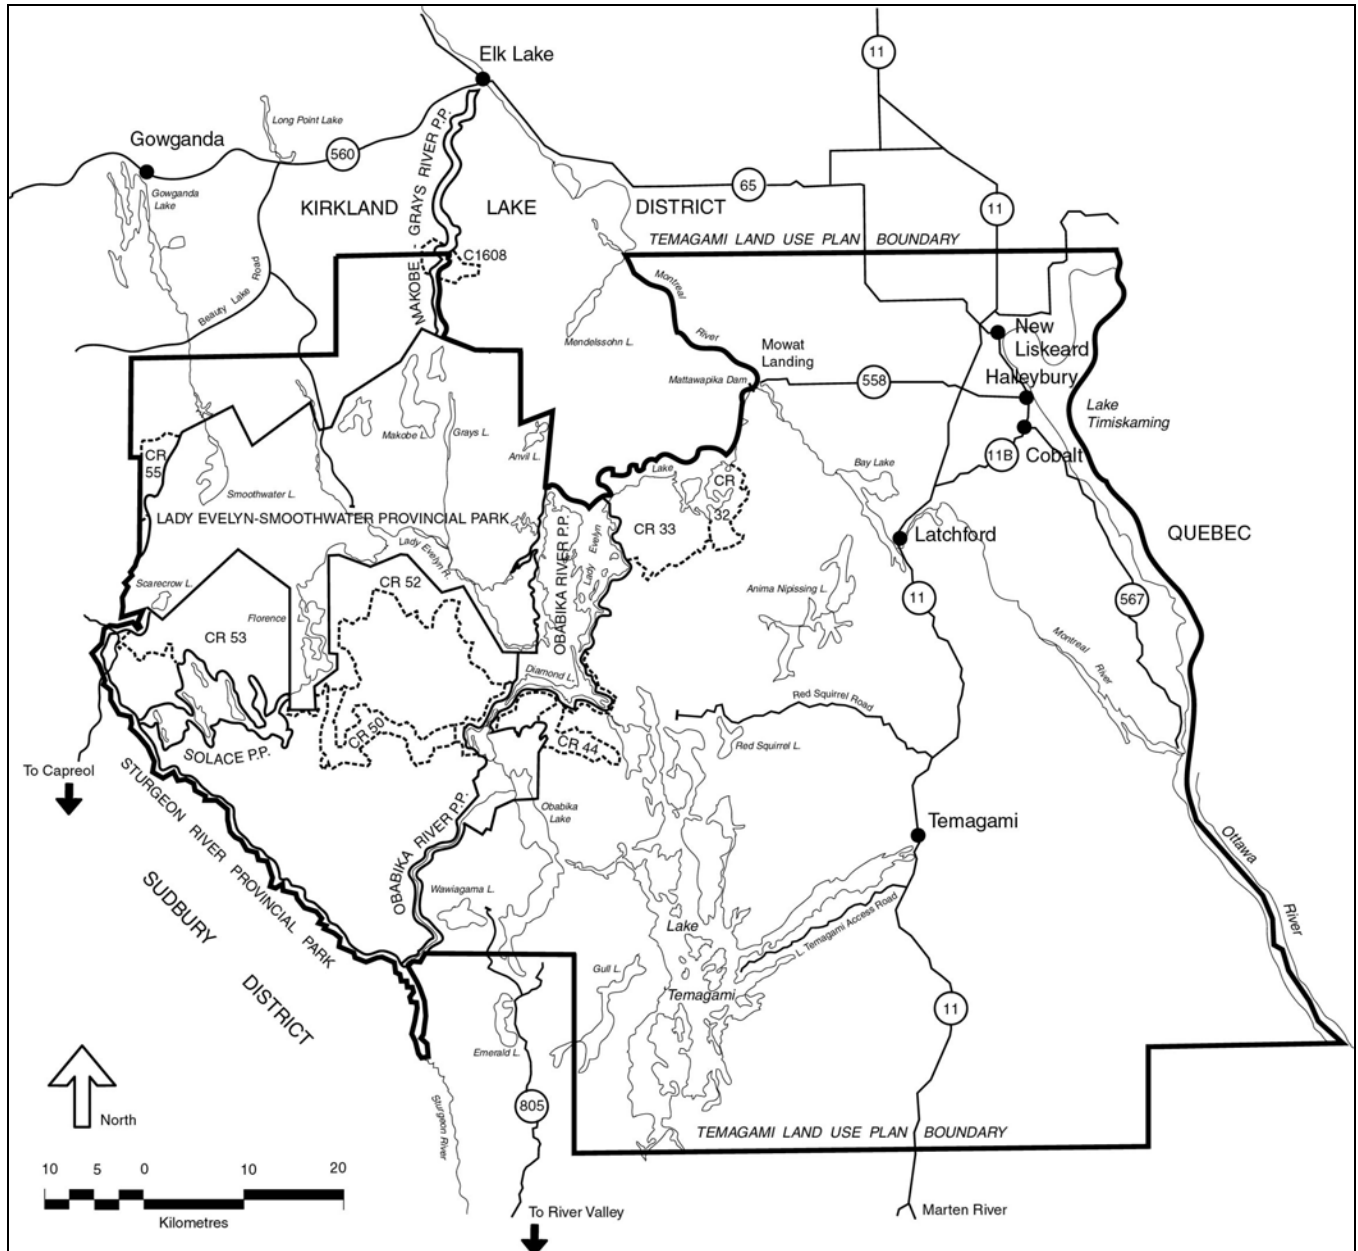 11
Elk Lake
Long Point Lake
Gowganda
560
MAKOBE - GRAYS RIVER P.P.
65
Gowganda
Lake
KIRKLAND LAKE DISTRICT
11
TEMAGAMI LAND USE PLAN BOUNDARY
C1608
Beauty Lake Road
Montreal
River
Mendelssohn L.
Mowat
Landing
New
Liskeard
Mattawapika Dam
558
Haileybury
Lake
Timiskaming
Makobe L.
Grays L.
Anvil L.
11B
Cobalt
CR
55
Lake
Bay Lake
CR
32
Smoothwater L.
LADY EVELYN-SMOOTHWATER PROVINCIAL PARK
CR 33
Latchford
QUEBEC
Lady Evelyn R.
OBABIKA RIVER P.P.
Lady Evelyn
Scarecrow L.
CR 52
Anima Nipissing L.
11
567
Florence
L.
CR 53
Montreal
River
Diamond L.
Red Squirrel Road
CR 50
CR 44
Red Squirrel L.
SOLACE P.P.
To Capreol
STURGEON RIVER PROVINCIAL PARK
OBABIKA RIVER P.P.
Obabika
Lake
Temagami
Ottawa
River
SUDBURY
DISTRICT
Wawiagama L.
Lake
Temagami
L. Temagami Access Road
Gull L.
11
Emerald L.
North
805
Sturgeon River
TEMAGAMI LAND USE PLAN BOUNDARY
10 5 0 10 20
Kilometres
To River Valley
Marten River